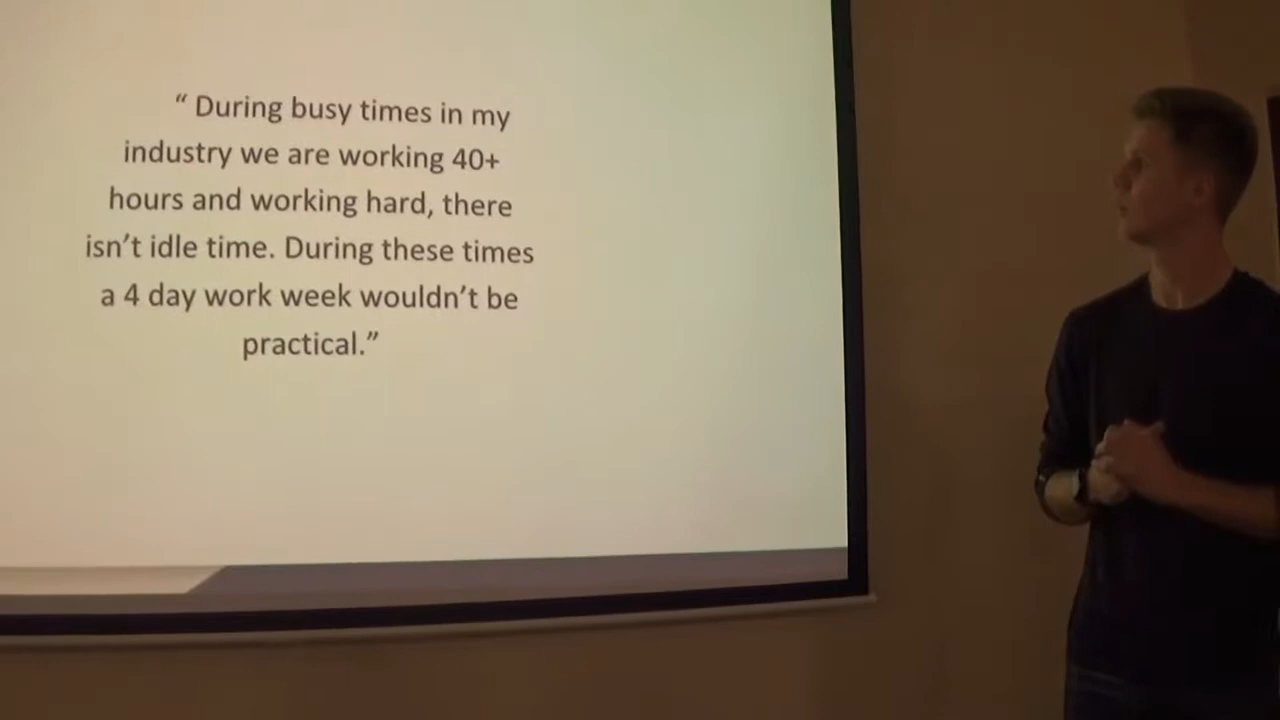 “ During busy times in my
industry we are working 40+
hours and working hard, there
isn’t idle time. During these times
a 4 day work week wouldn’t be
practical.”